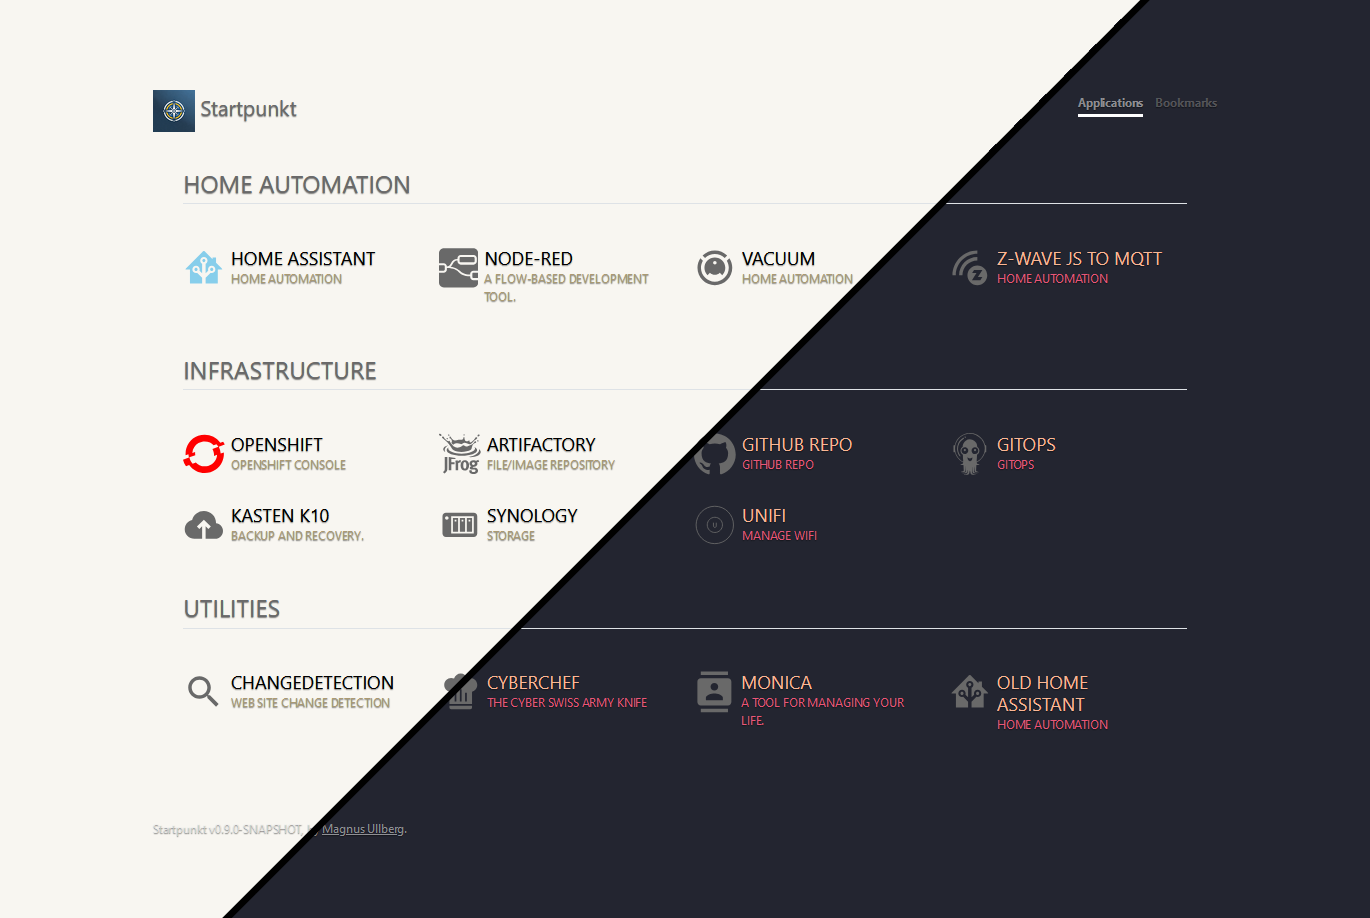 Startpunkt
Applications Bookmarks
HOME AUTOMATION
HOME ASSISTANT
HOME AUTOMATION
NODE-RED
A FLOW-BASED DEVELOPMENT
TOOL.
VACUUM
HOME AUTOMATION
Z-WAVE JS TO MQTT
HOME AUTOMATION
INFRASTRUCTURE
OPENSHIFT
OPENSHIFT CONSOLE
JFrog
ARTIFACTORY
FILE/IMAGE REPOSITORY
GITHUB REPO
GITHUB REPO
GITOPS
GITOPS
KASTEN K10
BACKUP AND RECOVERY.
SYNOLOGY
STORAGE
U
UNIFI
MANAGE WIFI
UTILITIES
CHANGEDETECTION
WEB SITE CHANGE DETECTION
CYBERCHEF
THE CYBER SWISS ARMY KNIFE
MONICA
A TOOL FOR MANAGING YOUR
LIFE.
OLD HOME
ASSISTANT
HOME AUTOMATION
Startpunkt v0.9.0-SNAPSHOT, Magnus Ullberg.